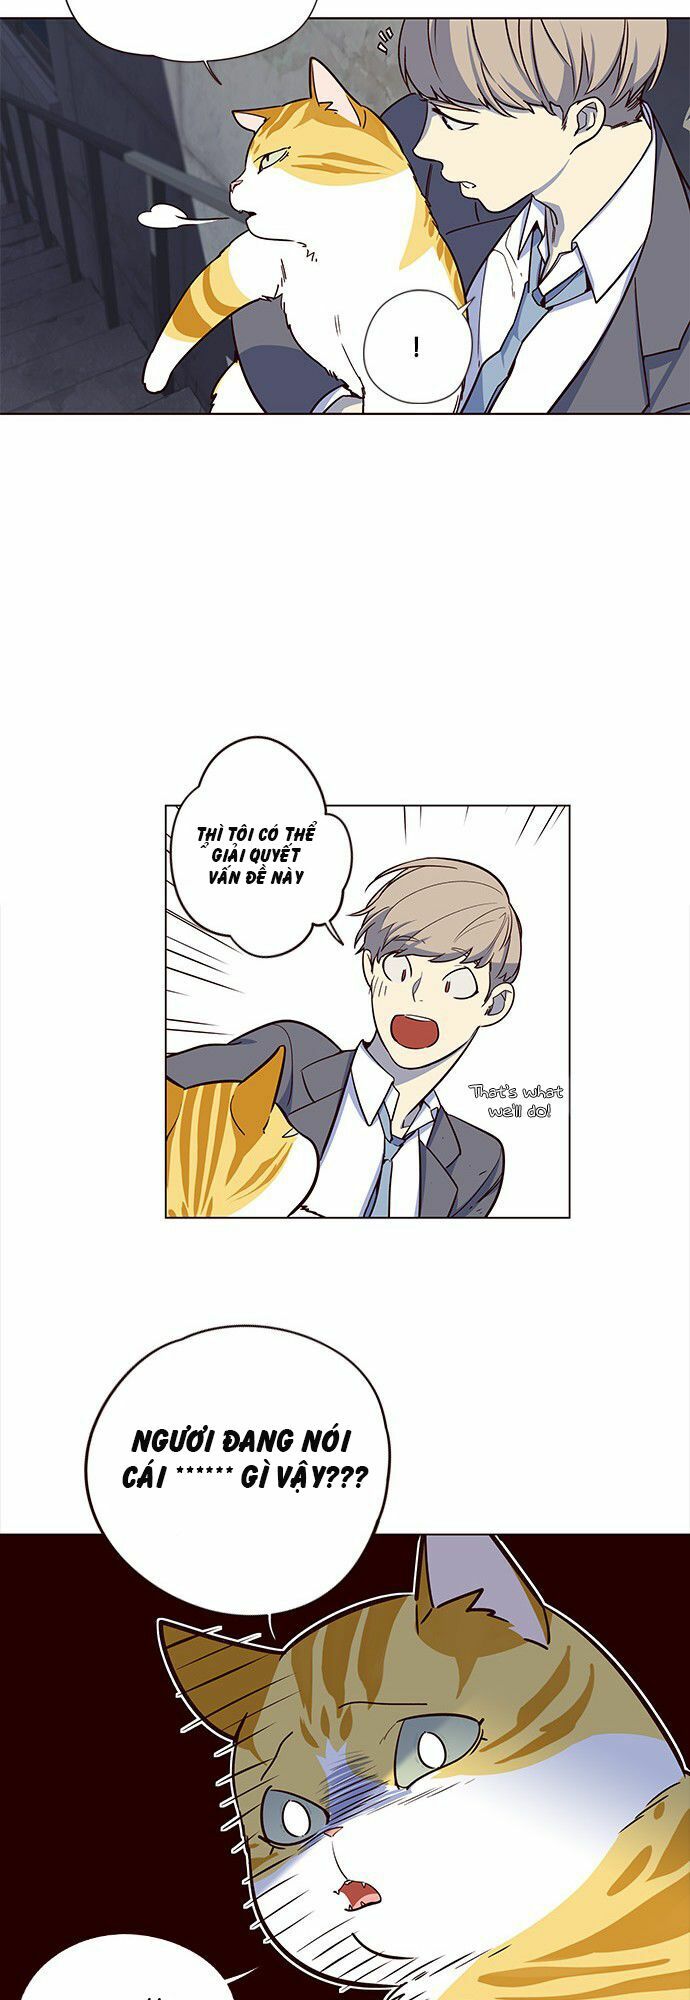 !
THÌ TÔI CÓ THỂ
GIẢI QUYẾT
VẤN ĐỀ NÀY
That's what
we'll do!
NGƯƠI ĐANG NÓI
CÁI ****** GÌ VẬY???